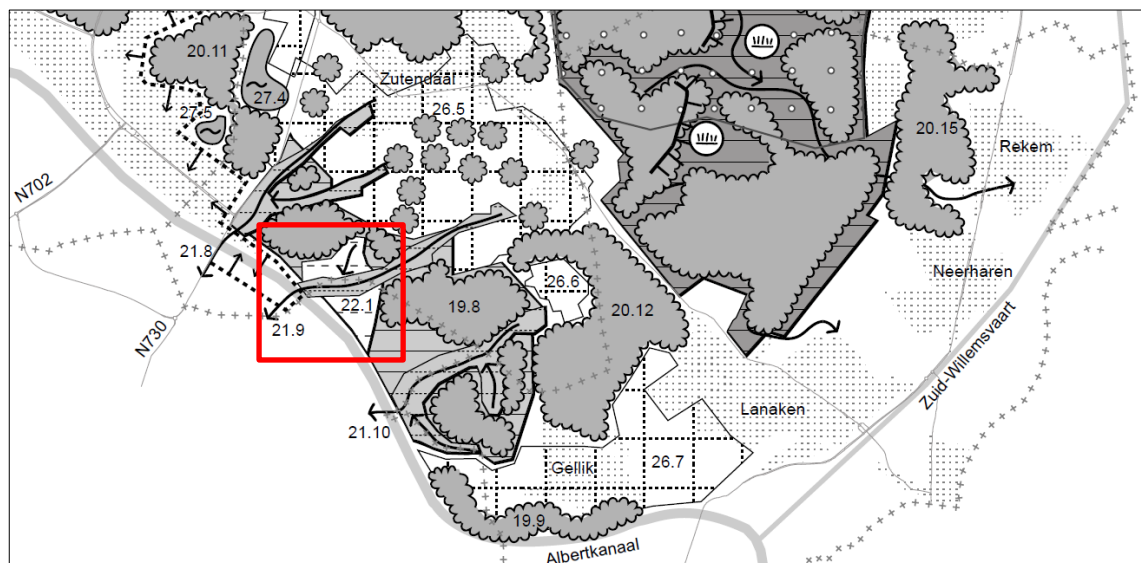 20.11
27.4
Zutendaal
26.5
27.5
20.15
Rekem
N702
21.8
Neerharen
26.6
22.1
19.8
20.12
21.9
N730
Zuid-Willemsvaart
Lanaken
21.10
Gellik
26.7
19.9
Albertkanaal